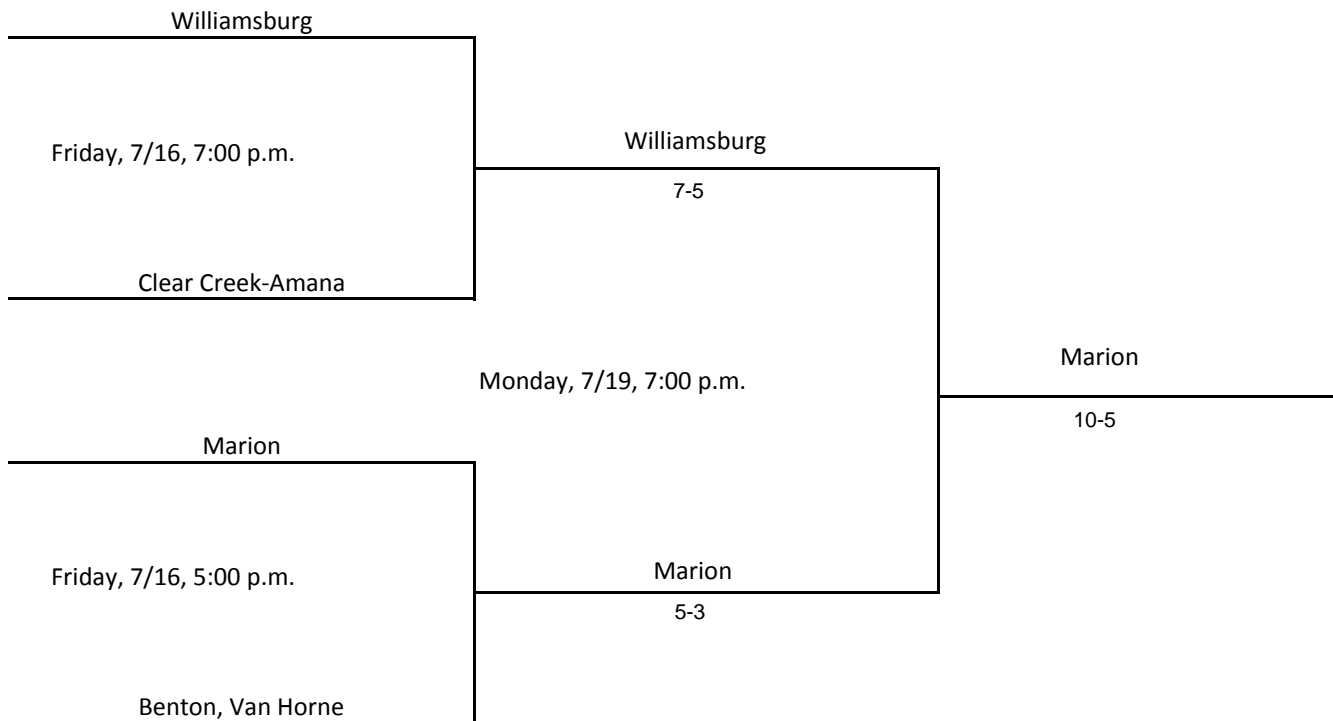 Williamsburg
Friday, 7/16, 7:00 p.m.
Williamsburg
7-5
Clear Creek-Amana
Monday, 7/19, 7:00 p.m.
Marion
10-5
Marion
Friday, 7/16, 5:00 p.m.
Marion
5-3
Benton, Van Horne